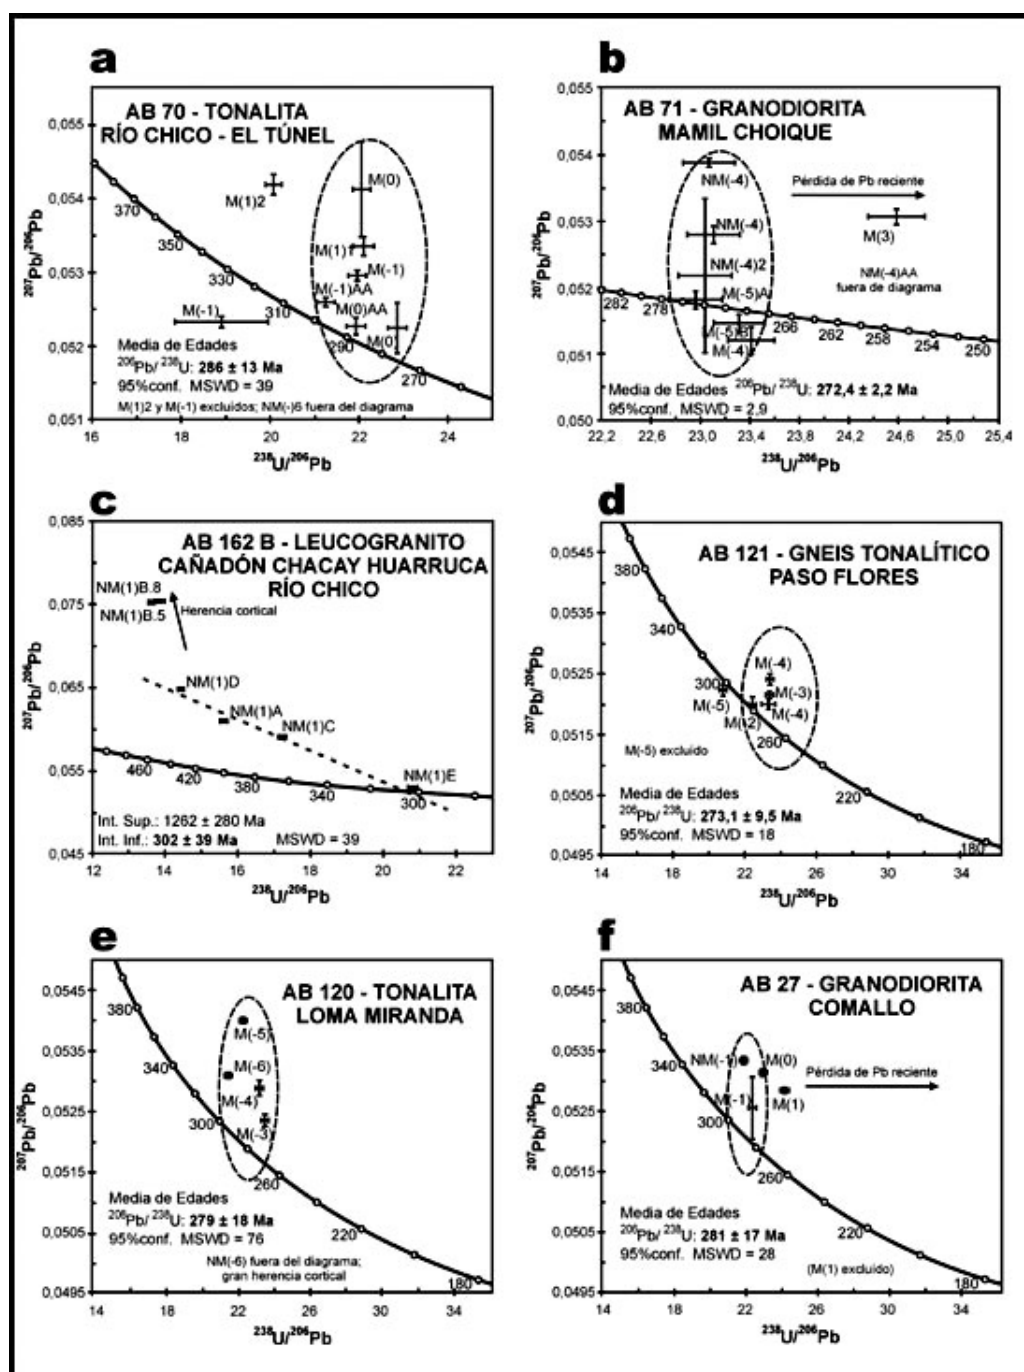 a
AB 70 - TONALITA
RÍO CHICO - EL TÚNEL
0,055
0,054
0,053
0,052
0,051
207Pb/206Pb
370
350
330
310
290
270
M(1)2
M(0)
M(1)1
M(-1)
M(-1)AA
M(-1)
M(0)AA
M(0)
Media de Edades
206Pb/ 238U: 286 ± 13 Ma
95%conf. MSWD = 39
M(1)2 y M(-1) excluídos; NM(-)6 fuera del diagrama
16
18
20
22
24
238U/206Pb
b
AB 71 - GRANODIORITA
MAMIL CHOIQUE
0,055
0,054
0,053
0,052
0,051
0,050
207Pb/206Pb
NM(-4)
Pérdida de Pb reciente
M(3)
NM(-4)
NM(-4)2
NM(-4)AA
fuera de diagrama
M(-5)A
M(-4)
282
278
266
262
258
254
250
Media de Edades 206Pb/ 238U: 272,4 ± 2,2 Ma
95%conf. MSWD = 2,9
22,2
22,6
23,0
23,4
23,8
24,2
24,6
25,0
25,4
238U/206Pb
c
AB 162 B - LEUCOGRANITO
CAÑADÓN CHACAY HUARRUCA
RÍO CHICO
0,085
0,075
0,065
0,055
0,045
207Pb/206Pb
NM(1)B.8
NM(1)B.5
Herencia cortical
NM(1)D
NM(1)A
NM(1)C
NM(1)E
460
420
380
340
300
Int. Sup.: 1262 ± 280 Ma
Int. Inf.: 302 ± 39 Ma MSWD = 39
12
14
16
18
20
22
238U/206Pb
d
AB 121 - GNEIS TONALÍTICO
PASO FLORES
0,0545
0,0535
0,0525
0,0515
0,0505
0,0495
207Pb/206Pb
380
340
300
260
220
180
M(-4)
M(-3)
M(-5)
M(-4)
M(-5) excluído
Media de Edades
206Pb/ 238U: 273,1 ± 9,5 Ma
95%conf. MSWD = 18
14
18
22
26
30
34
238U/206Pb
e
AB 120 - TONALITA
LOMA MIRANDA
0,0545
0,0535
0,0525
0,0515
0,0505
0,0495
207Pb/206Pb
380
340
300
260
220
180
M(-5)
M(-6)
M(-4)
M(-3)
Media de Edades
206Pb/ 238U: 279 ± 18 Ma
95%conf. MSWD = 76
NM(-6) fuera del diagrama;
gran herencia cortical
14
18
22
26
30
34
238U/206Pb
f
AB 27 - GRANODIORITA
COMALLO
0,0545
0,0535
0,0525
0,0515
0,0505
0,0495
207Pb/206Pb
380
340
300
260
220
180
NM(-1)
M(0)
Pérdida de Pb reciente
M(-1)
M(1)
Media de Edades
206Pb/ 238U: 281 ± 17 Ma
95%conf. MSWD = 28
(M(1) excluído)
14
18
22
26
30
34
238U/206Pb